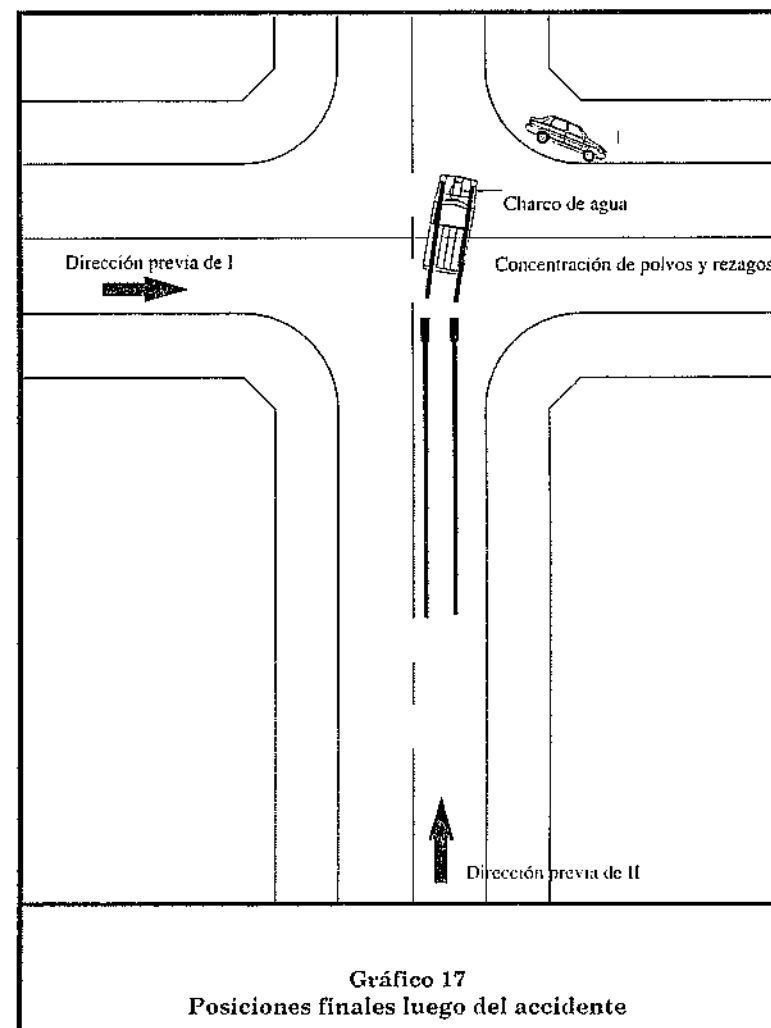 I
Charco de agua
Dirección previa de I
Concentración de polvos y rezagos
Dirección previa de II
Gráfico 17
Posiciones finales luego del accidente